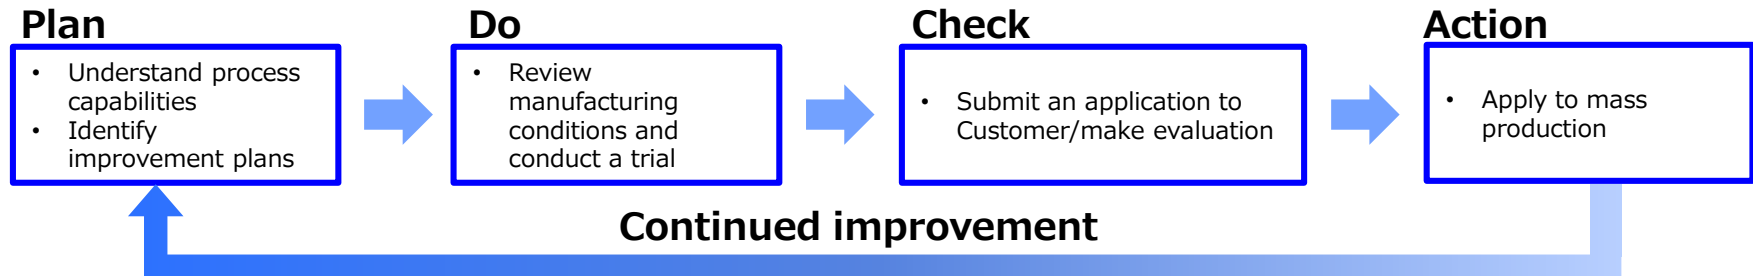 Plan
• Understand process
capabilities
• Identify
improvement plans
Do
• Review
manufacturing
conditions and
conduct a trial
Check
• Submit an application to
Customer/make evaluation
Action
• Apply to mass
production
Continued improvement